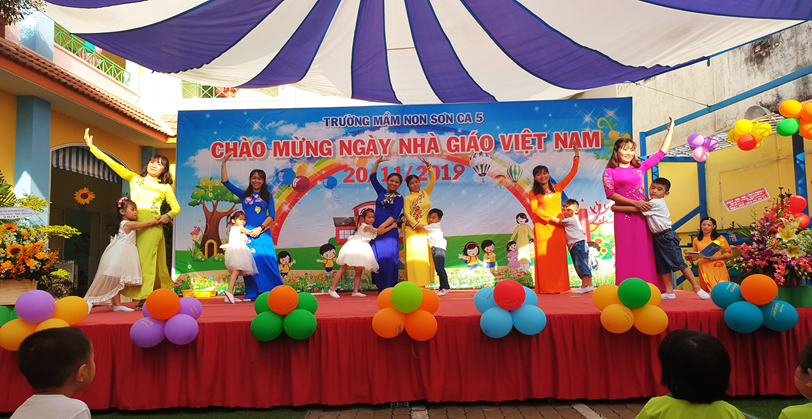 TRƯỜNG MẦM NON SƠN CA 5
CHÀO MỪNG NGÀY NHÀ GIÁO VIỆT NAM
20/11/2019